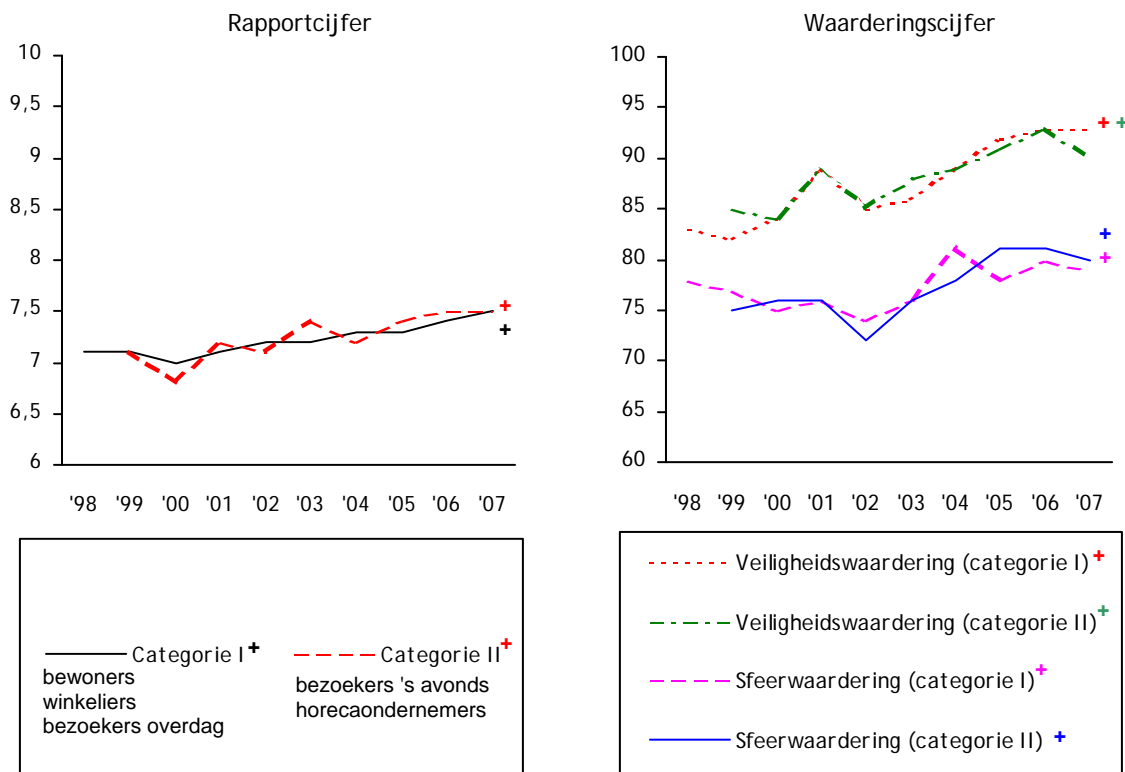 Rapportcijfer
10
9,5
9
8,5
8
7,5
7
6,5
6
'98 '99 '00 '01 '02 '03 '04 '05 '06 '07
Categorie I +
bewoners
winkeliers
bezoekers overdag
Categorie II +
bezoekers 's avonds
horecaondernemers
Waarderingscijfer
100
95
90
85
80
75
70
65
60
'98 '99 '00 '01 '02 '03 '04 '05 '06 '07
Veiligheidswaardering (categorie I) +
Veiligheidswaardering (categorie II) +
Sfeerwaardering (categorie I) +
Sfeerwaardering (categorie II) +